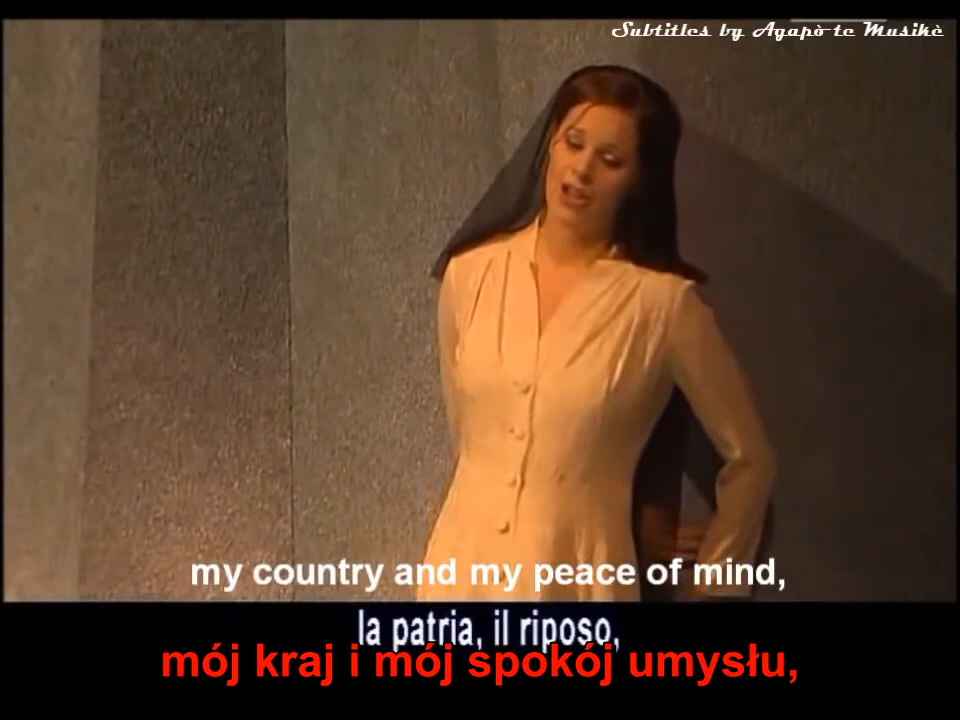 Subtitles by Agapò te Musikè
my country and my peace of mind,
la patria, il riposo,
mój kraj i mój spokój umysłu,